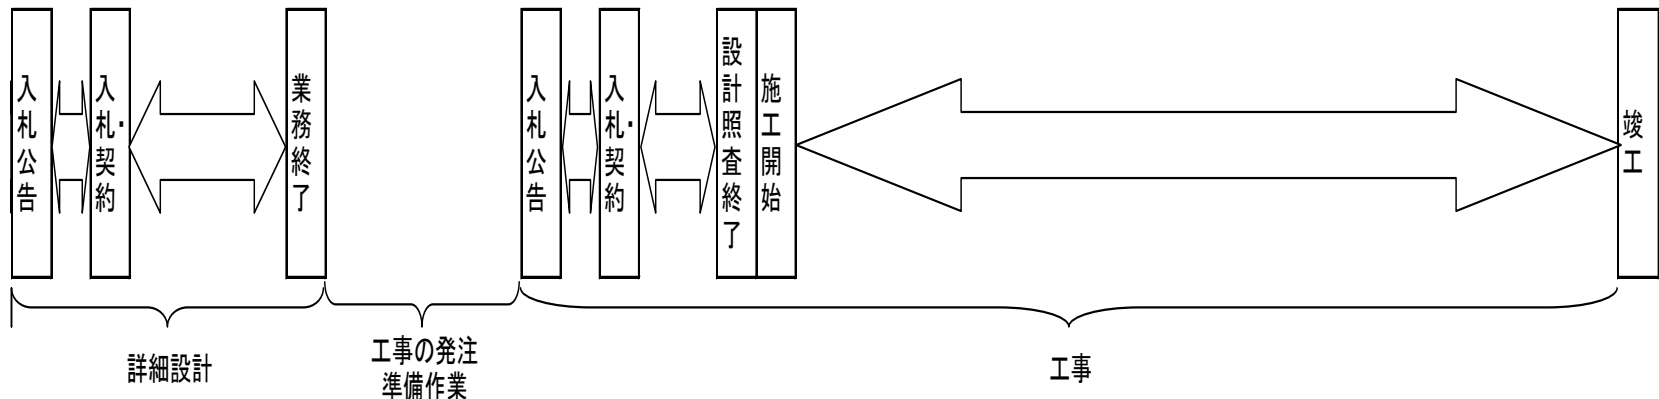 入札公告
入札・契約
業務終了
入札公告
入札・契約
設計照査終了
施工開始
竣工
詳細設計
工事の発注
準備作業
工事